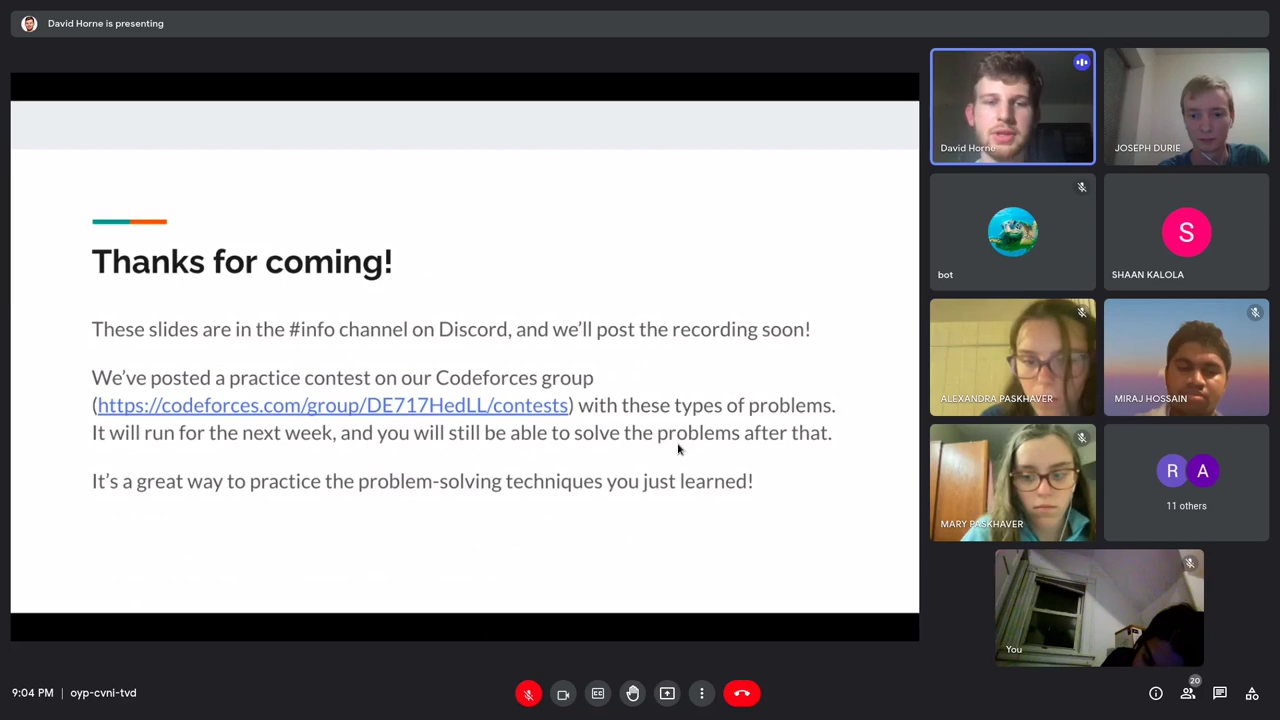 David Horne is presenting
Thanks for coming!
These slides are in the #info channel on Discord, and we’ll post the recording soon!
We’ve posted a practice contest on our Codeforces group
(https://codeforces.com/group/DE717HedLL/contests) with these types of problems.
It will run for the next week, and you will still be able to solve the problems after that.
It’s a great way to practice the problem-solving techniques you just learned!
David Horne
JOSEPH DURIE
bot
S
SHAAN KALOLA
ALEXANDRA PASKHAVER
MIRAJ HOSSAIN
MARY PASKHAVER
R A
11 others
You
9:04 PM | oyp-cvni-tvd
CC
20